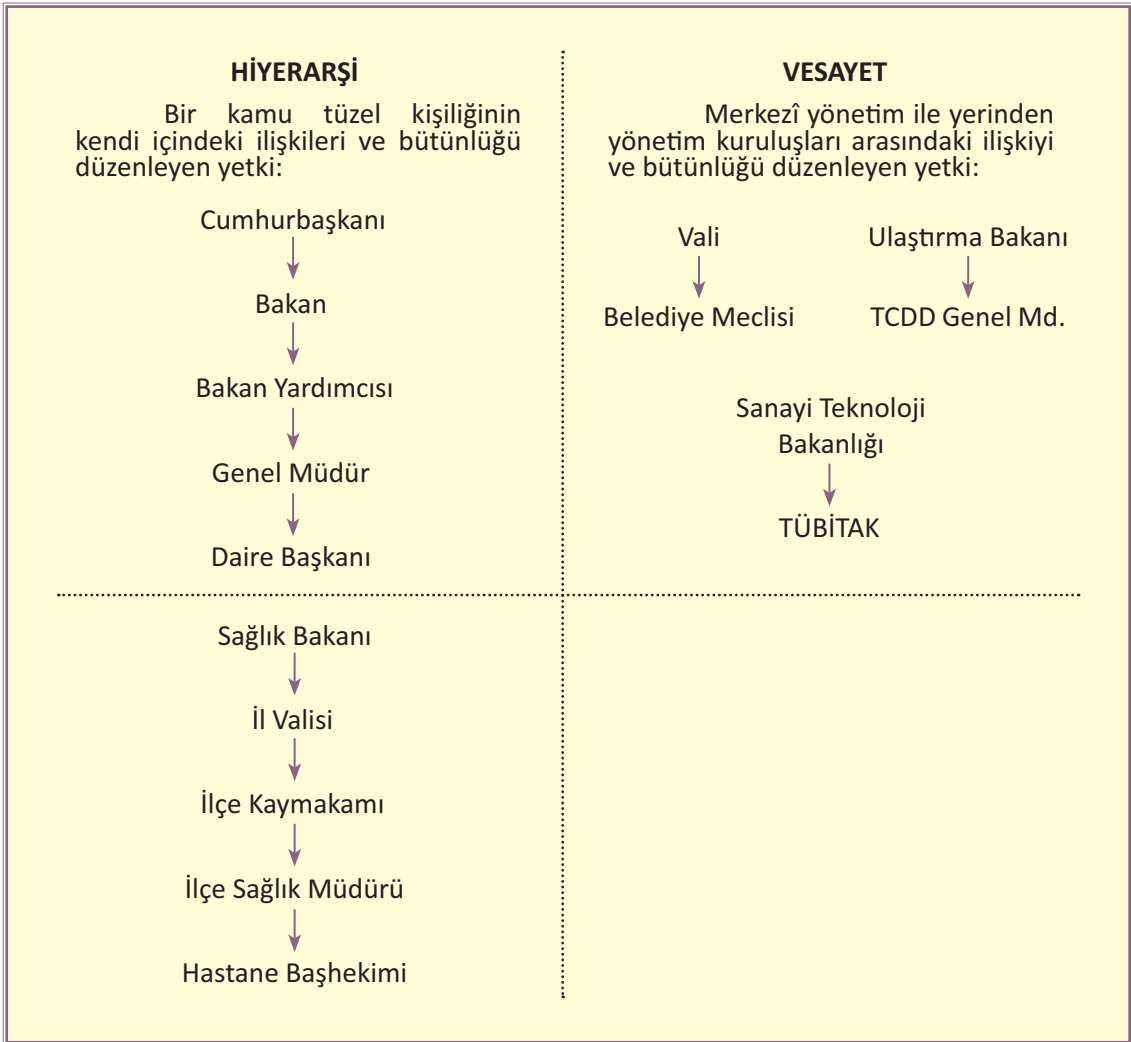 HİYERARŞİ
Bir kamu tüzel kişiliğinin
kendi içindeki ilişkileri ve bütünlüğü
düzenleyen yetki:
Cumhurbaşkanı
Bakan
Bakan Yardımcısı
Genel Müdür
Daire Başkanı
Sağlık Bakanı
İl Valisi
İlçe Kaymakamı
İlçe Sağlık Müdürü
Hastane Başhekimi
VESAYET
Merkezî yönetim ile yerinden
yönetim kuruluşları arasındaki ilişkiyi
ve bütünlüğü düzenleyen yetki:
Vali
Belediye Meclisi
Ulaştırma Bakanı
TCDD Genel Md.
Sanayi Teknoloji
Bakanlığı
TÜBİTAK